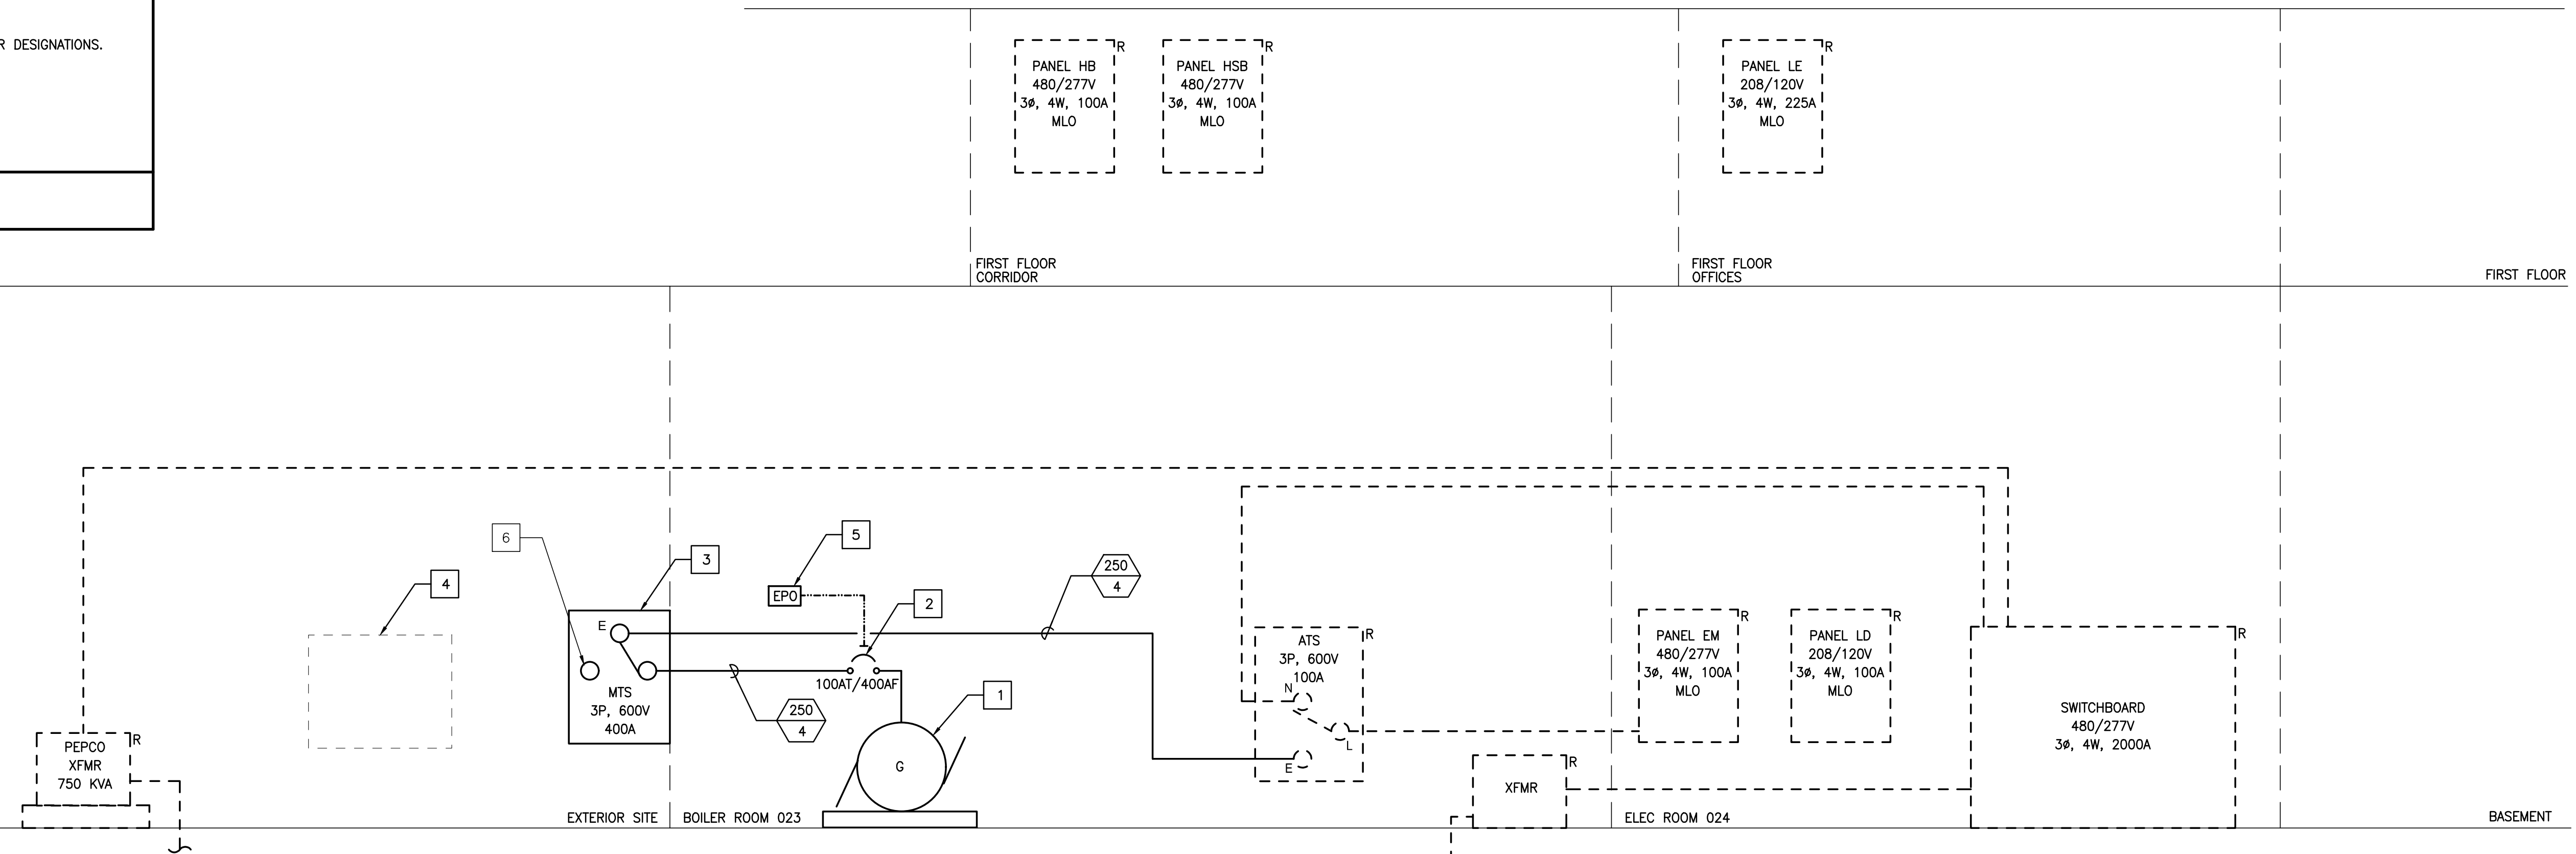 R DESIGNATIONS.
PANEL HB
480/277V
3ø, 4W, 100A
MLO
R
PANEL HSB
480/277V
3ø, 4W, 100A
MLO
R
PANEL LE
208/120V
3ø, 4W, 225A
MLO
R
FIRST FLOOR
CORRIDOR
FIRST FLOOR
OFFICES
FIRST FLOOR
6
3
5
4
2
250
4
E
EPO
MTS
3P, 600V
400A
100AT/400AF
250
4
1
G
ATS
3P, 600V
100A
N
L
E
R
PANEL EM
480/277V
3ø, 4W, 100A
MLO
R
PANEL LD
208/120V
3ø, 4W, 100A
MLO
R
SWITCHBOARD
480/277V
3ø, 4W, 2000A
R
PEPCO
XFMR
750 KVA
R
XFMR
R
EXTERIOR SITE
BOILER ROOM 023
ELEC ROOM 024
BASEMENT